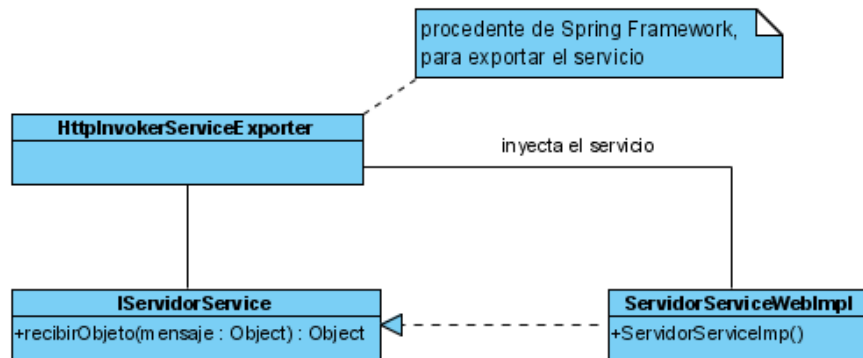 procedente de Spring Framework,
para exportar el servicio
HttpInvokerServiceExporter
inyecta el servicio
IServidorService
+recibirObjeto(mensaje : Object) : Object
ServidorServiceWebImpl
+ServidorServiceImp()